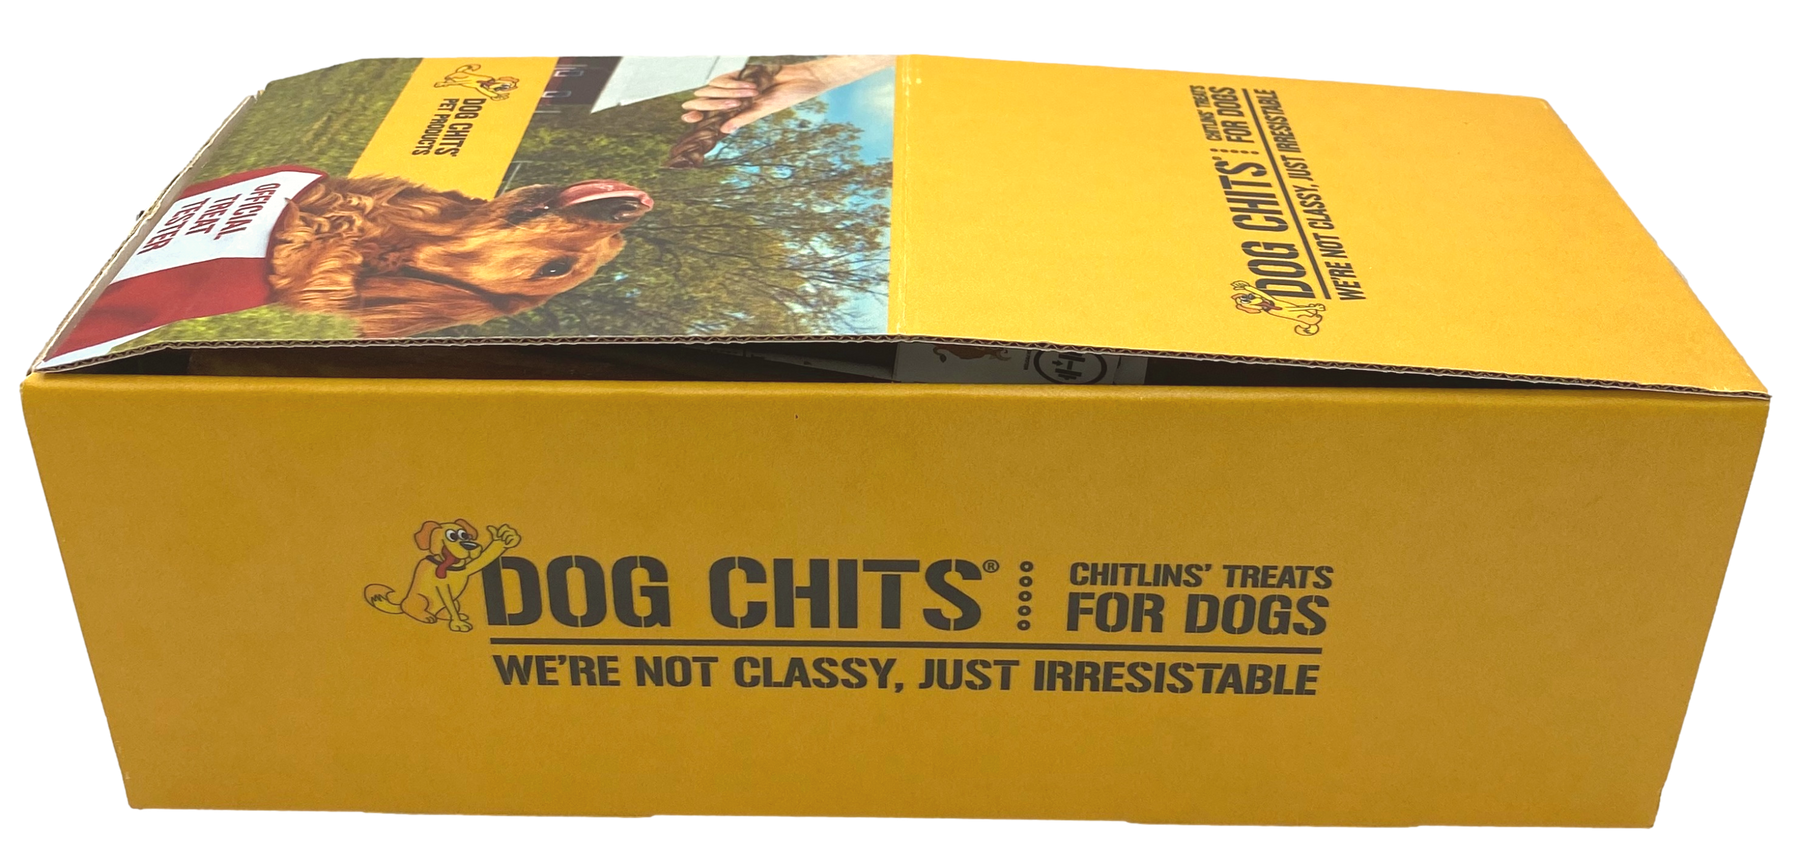 OFFICIAL
TREAT
TESTER
DOG CHITS
PET PRODUCTS
DOG CHITS®
CHITLINS' TREATS
FOR DOGS
WE'RE NOT CLASSY, JUST IRRESISTABLE
DOG CHITS®
CHITLINS' TREATS
FOR DOGS
WE'RE NOT CLASSY, JUST IRRESISTABLE